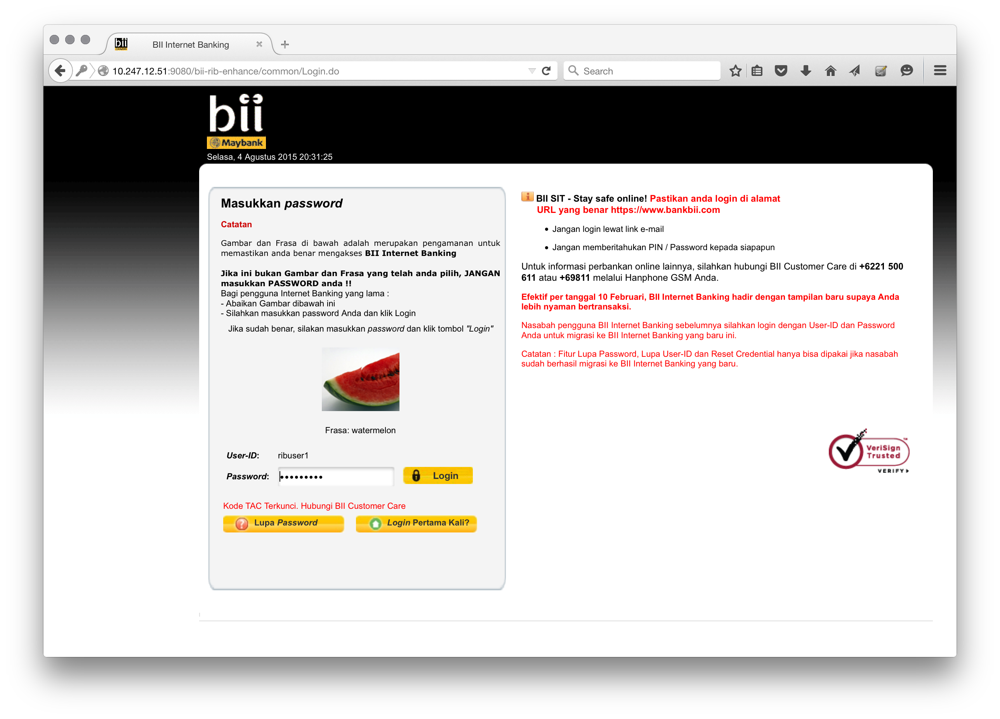 BII Internet Banking
10.247.12.51:9080/bii-rib-enhance/common/Login.do
Search
bii
Maybank
Selasa, 4 Agustus 2015 20:31:25
Masukkan password
Catatan
Gambar dan Frasa di bawah adalah merupakan pengamanan untuk
memastikan anda benar mengakses BII Internet Banking
Jika ini bukan Gambar dan Frasa yang telah anda pilih, JANGAN
masukkan PASSWORD anda !!
Bagi pengguna Internet Banking yang lama :
- Abaikan Gambar dibawah ini
- Silahkan masukkan password Anda dan klik Login
Jika sudah benar, silakan masukkan password dan klik tombol "Login"
Frasa: watermelon
User-ID: ribuser1
Password: •••••••••
Login
Kode TAC Terkunci. Hubungi BII Customer Care
Lupa Password
Login Pertama Kali?
BII SIT - Stay safe online! Pastikan anda login di alamat
URL yang benar https://www.bankbii.com
• Jangan login lewat link e-mail
• Jangan memberitahukan PIN / Password kepada siapapun
Untuk informasi perbankan online lainnya, silahkan hubungi BII Customer Care di +6221 500
611 atau +69811 melalui Hanphone GSM Anda.
Efektif per tanggal 10 Februari, BII Internet Banking hadir dengan tampilan baru supaya Anda
lebih nyaman bertransaksi.
Nasabah pengguna BII Internet Banking sebelumnya silahkan login dengan User-ID dan Password
Anda untuk migrasi ke BII Internet Banking yang baru ini.
Catatan : Fitur Lupa Password, Lupa User-ID dan Reset Credential hanya bisa dipakai jika nasabah
sudah berhasil migrasi ke BII Internet Banking yang baru.
VeriSign
Trusted
VERIFY